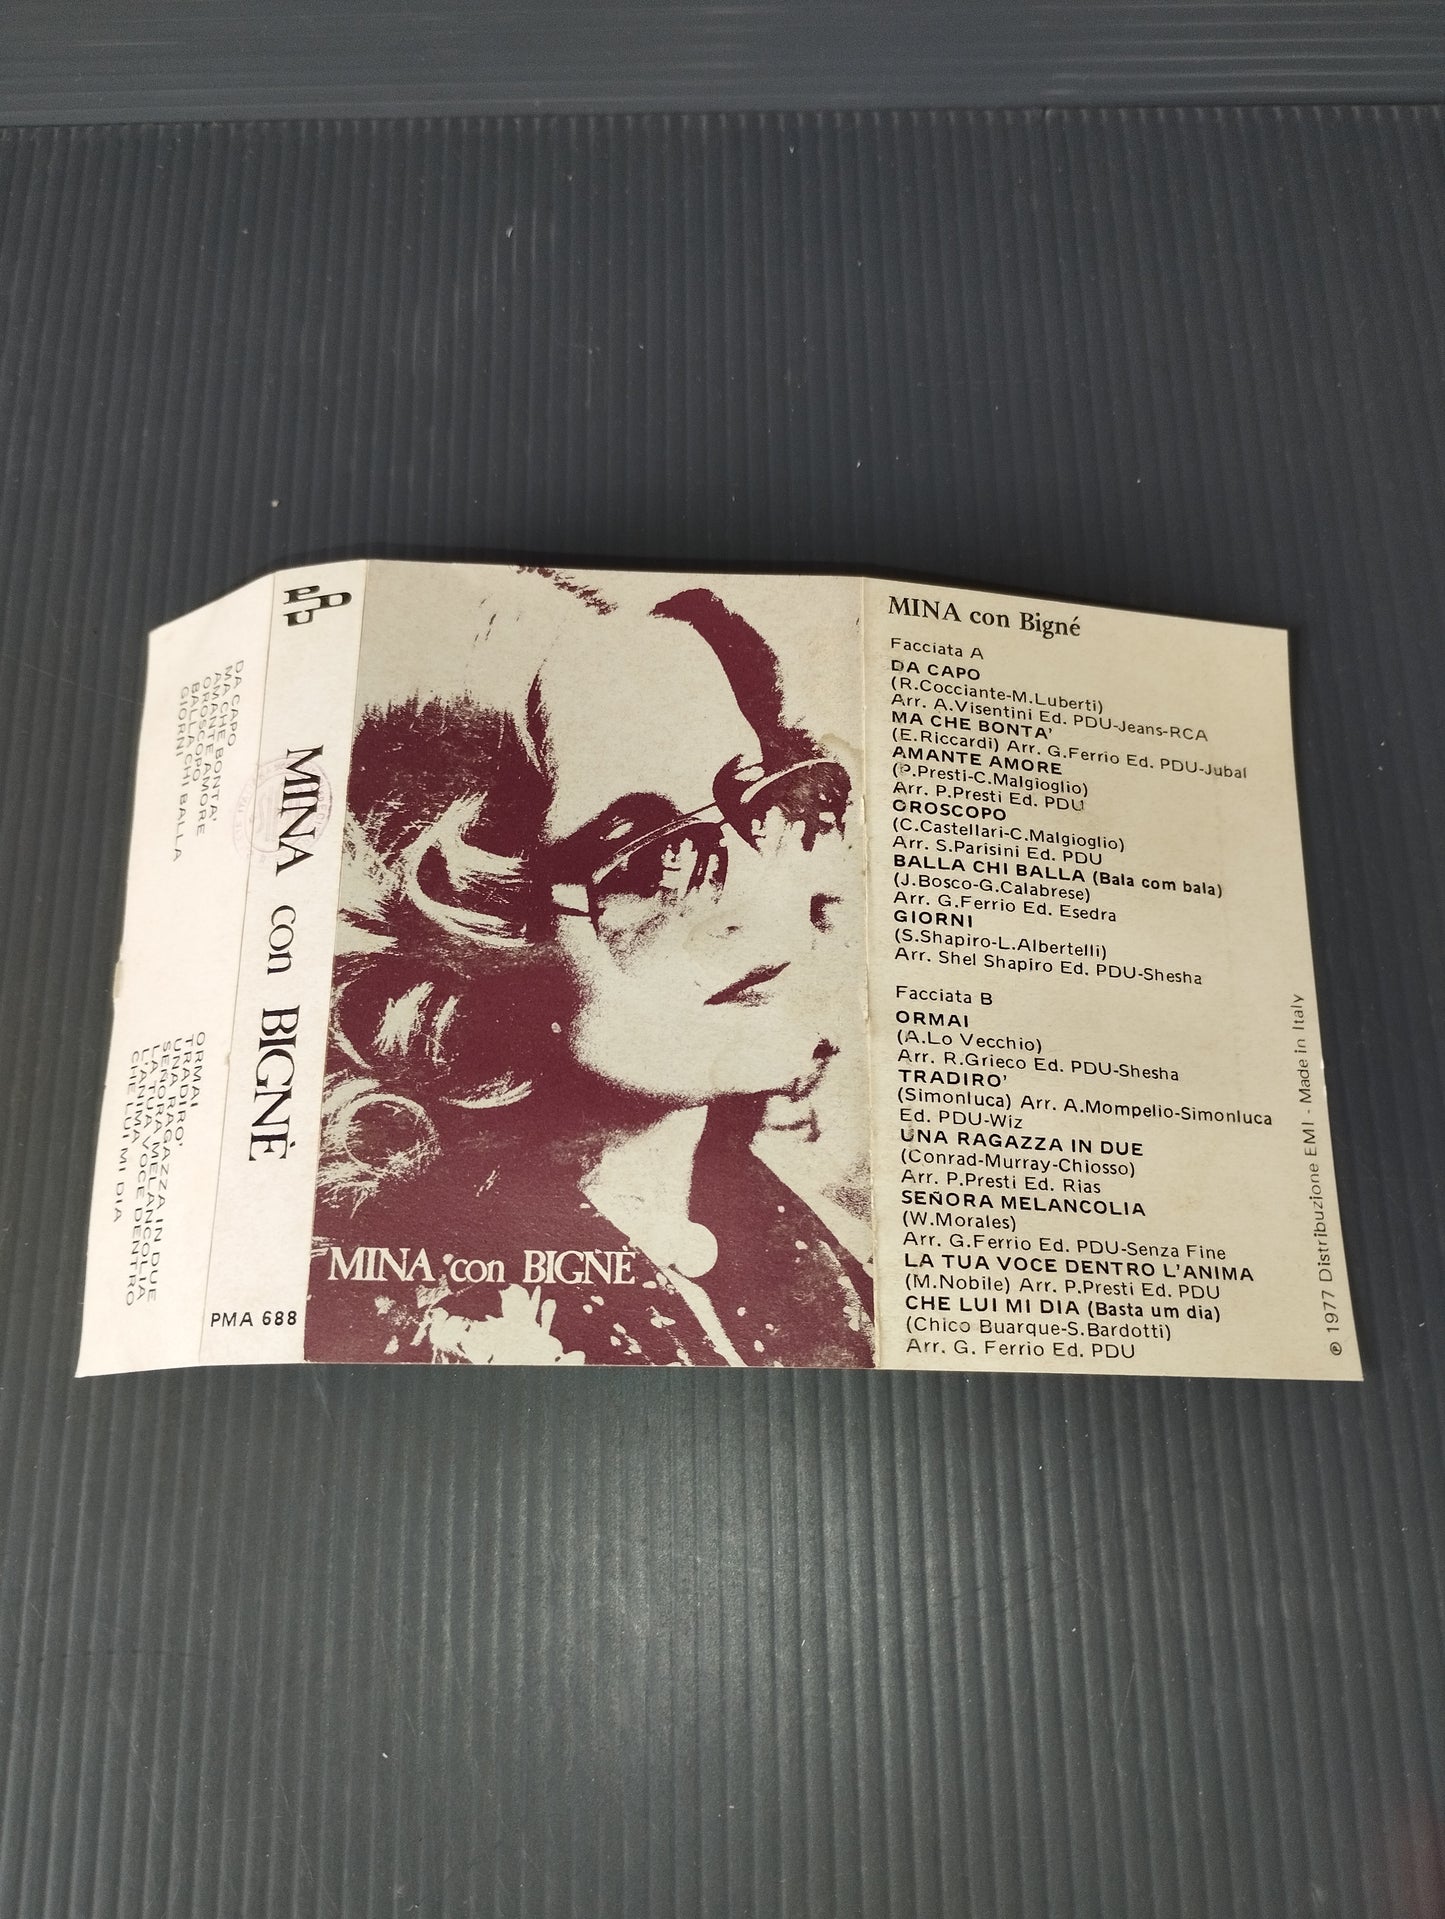 DA CAPO
MA CHE BONTA'
AMANTE AMORE
OROSCOPO
BALLA CHI BALLA
GIORNI
ORMAI
TRADIRO'
UNA RAGAZZA IN DUE
SEÑORA MELANCOLIA
LA TUA VOCE DENTRO
L'ANIMA
CHE LUI MI DIA
PDU
MINA con BIGNÈ
PMA 688
MINA con BIGNÈ
MINA con Bigné
Facciata A
DA CAPO
(R.Cocciante-M.Luberti)
Arr. A.Visentini Ed. PDU-Jeans-RCA
MA CHE BONTA'
(E.Riccardi) Arr. G.Ferrio Ed. PDU-Jubal
AMANTE AMORE
(P.Presti-C.Malgioglio)
Arr. P.Presti Ed. PDU
OROSCOPO
(C.Castellari-C.Malgioglio)
Arr. S.Parisini Ed. PDU
BALLA CHI BALLA (Bala com bala)
(J.Bosco-G.Calabrese)
Arr. G.Ferrio Ed. Esedra
GIORNI
(S.Shapiro-L.Albertelli)
Arr. Shel Shapiro Ed. PDU-Shesha
Facciata B
ORMAI
(A.Lo Vecchio)
Arr. R.Grieco Ed. PDU-Shesha
TRADIRO'
(Simonluca) Arr. A.Mompelio-Simonluca
Ed. PDU-Wiz
UNA RAGAZZA IN DUE
(Conrad-Murray-Chiosso)
Arr. P.Presti Ed. Rias
SEÑORA MELANCOLIA
(W.Morales)
Arr. G.Ferrio Ed. PDU-Senza Fine
LA TUA VOCE DENTRO L'ANIMA
(M.Nobile) Arr. P.Presti Ed. PDU
CHE LUI MI DIA (Basta um dia)
(Chico Buarque-S.Bardotti)
Arr. G. Ferrio Ed. PDU
℗ 1977 Distribuzione EMI - Made in Italy